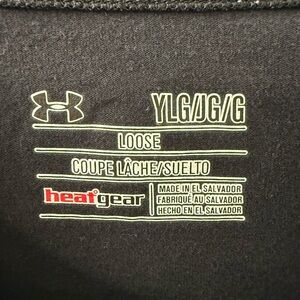 YLG/JG/G
LOOSE
COUPE LÂCHE/SUELTO
heatgear
MADE IN EL SALVADOR
FABRIQUÉ AU SALVADOR
HECHO EN EL SALVADOR